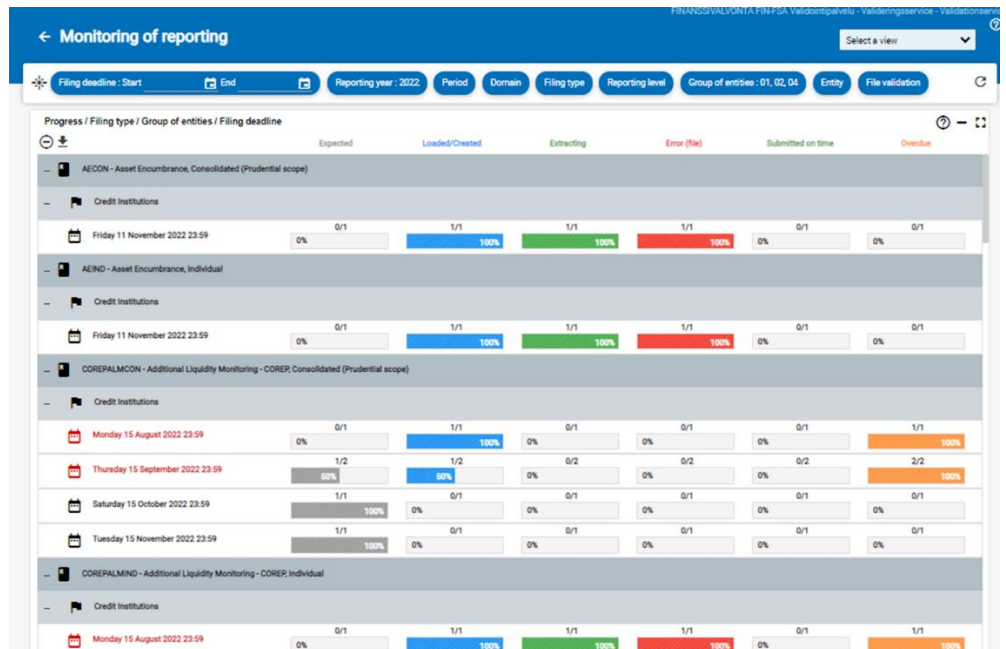 FINANSSIVALVONTA FIN-FSA Validointipalvelu - Valideringsservice - Validationservic
Monitoring of reporting
Select a view
Filing deadline : Start End Reporting year : 2022 Period Domain Filing type Reporting level Group of entities : 01, 02, 04 Entity File validation
Progress / Filing type / Group of entities / Filing deadline
Expected Loaded/Created Extracting Error (file) Submitted on time Overdue
AECON - Asset Encumbrance, Consolidated (Prudential scope)
Credit Institutions
0/1 1/1 1/1 1/1 0/1 0/1
Friday 11 November 2022 23:59
0% 100% 100% 100% 0% 0%
AEIND - Asset Encumbrance, Individual
Credit Institutions
0/1 1/1 1/1 1/1 0/1 0/1
Friday 11 November 2022 23:59
0% 100% 100% 100% 0% 0%
COREPALMCON - Additional Liquidity Monitoring - COREP, Consolidated (Prudential scope)
Credit Institutions
0/1 1/1 0/1 0/1 0/1 1/1
Monday 15 August 2022 23:59
0% 100% 0% 0% 0% 100%
1/2 1/2 0/2 0/2 0/2 2/2
Thursday 15 September 2022 23:59
50% 50% 0% 0% 0% 100%
1/1 0/1 0/1 0/1 0/1 0/1
Saturday 15 October 2022 23:59
100% 0% 0% 0% 0% 0%
1/1 0/1 0/1 0/1 0/1 0/1
Tuesday 15 November 2022 23:59
100% 0% 0% 0% 0% 0%
COREPALMIND - Additional Liquidity Monitoring - COREP, Individual
Credit Institutions
0/1 1/1 1/1 1/1 0/1 1/1
Monday 15 August 2022 23:59
0% 100% 100% 100% 0% 100%